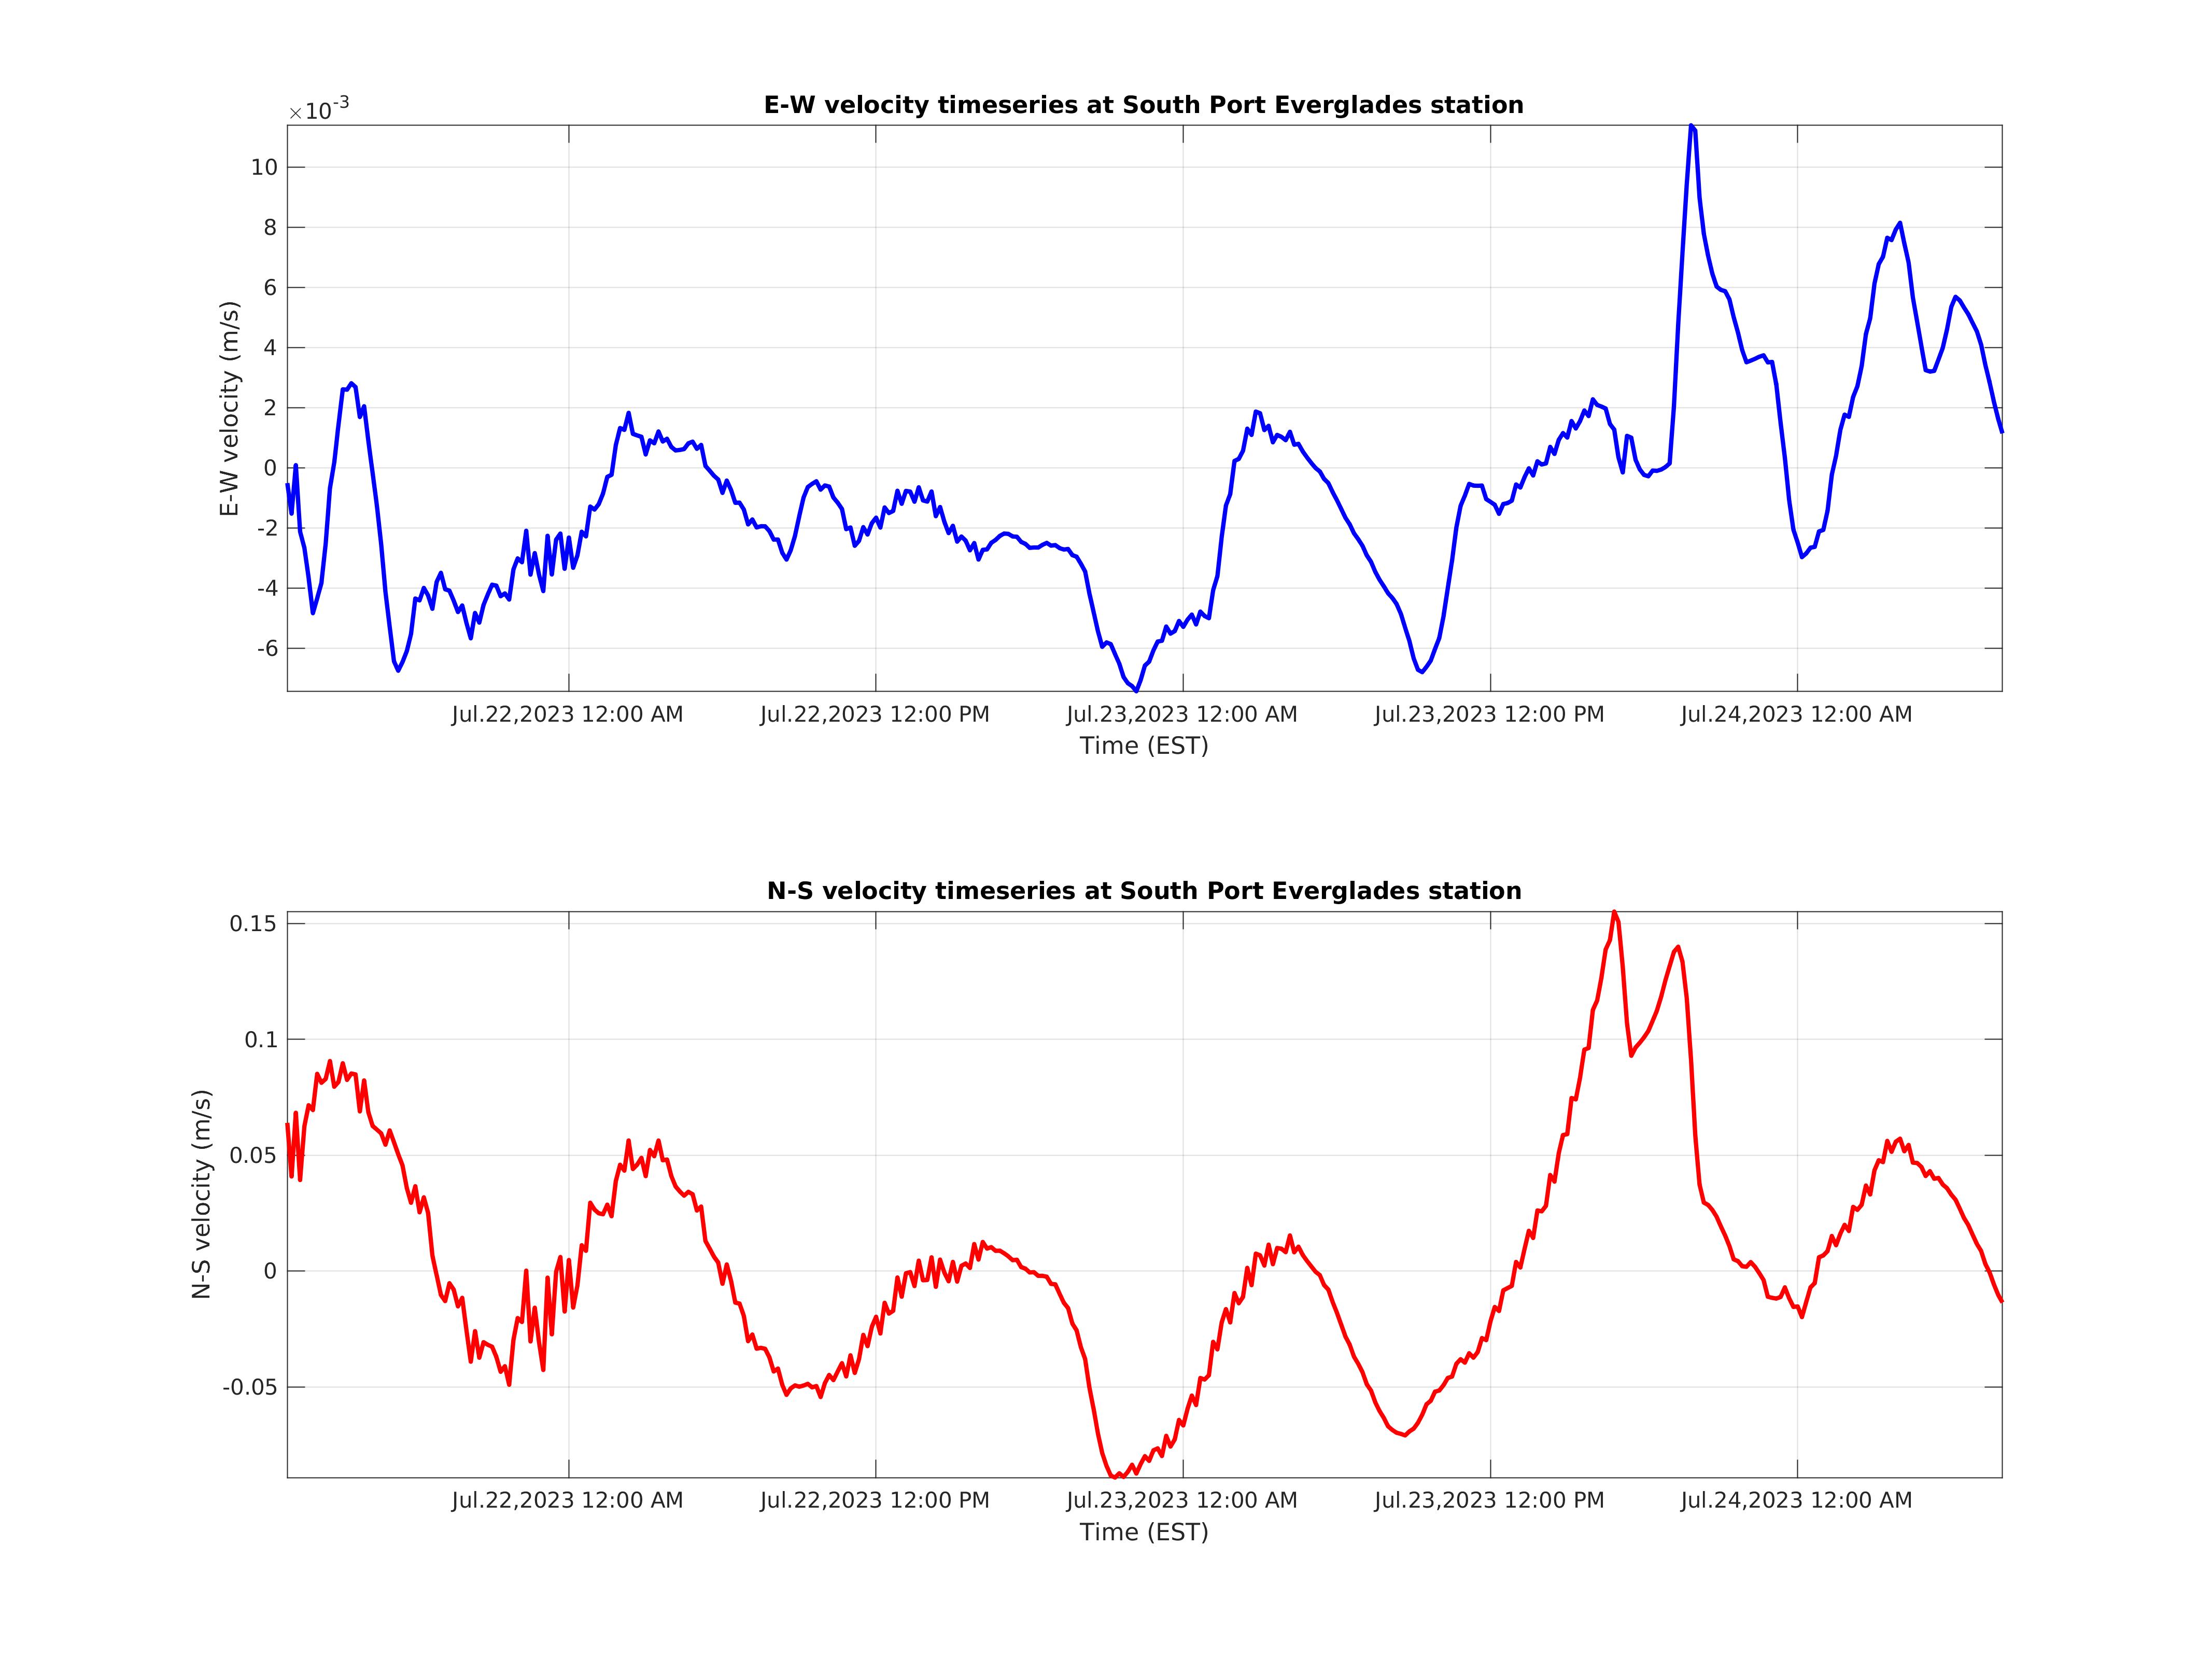 E-W velocity timeseries at South Port Everglades station
×10-3
10
8
6
4
2
0
-2
-4
-6
E-W velocity (m/s)
Jul.22,2023 12:00 AM Jul.22,2023 12:00 PM Jul.23,2023 12:00 AM Jul.23,2023 12:00 PM Jul.24,2023 12:00 AM
Time (EST)
N-S velocity timeseries at South Port Everglades station
0.15
0.1
0.05
0
-0.05
N-S velocity (m/s)
Jul.22,2023 12:00 AM Jul.22,2023 12:00 PM Jul.23,2023 12:00 AM Jul.23,2023 12:00 PM Jul.24,2023 12:00 AM
Time (EST)